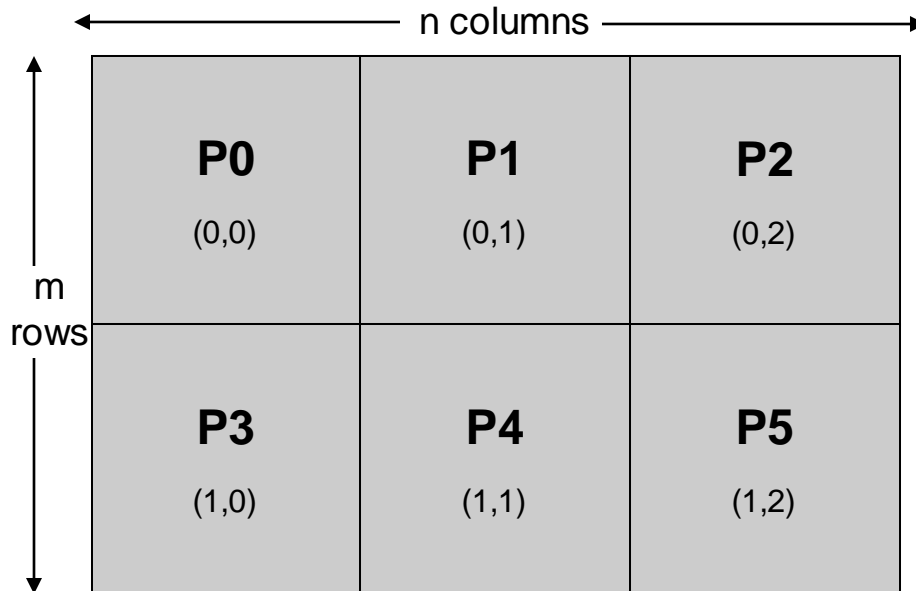 n columns
P0 P1 P2
(0,0) (0,1) (0,2)
m
rows
P3 P4 P5
(1,0) (1,1) (1,2)